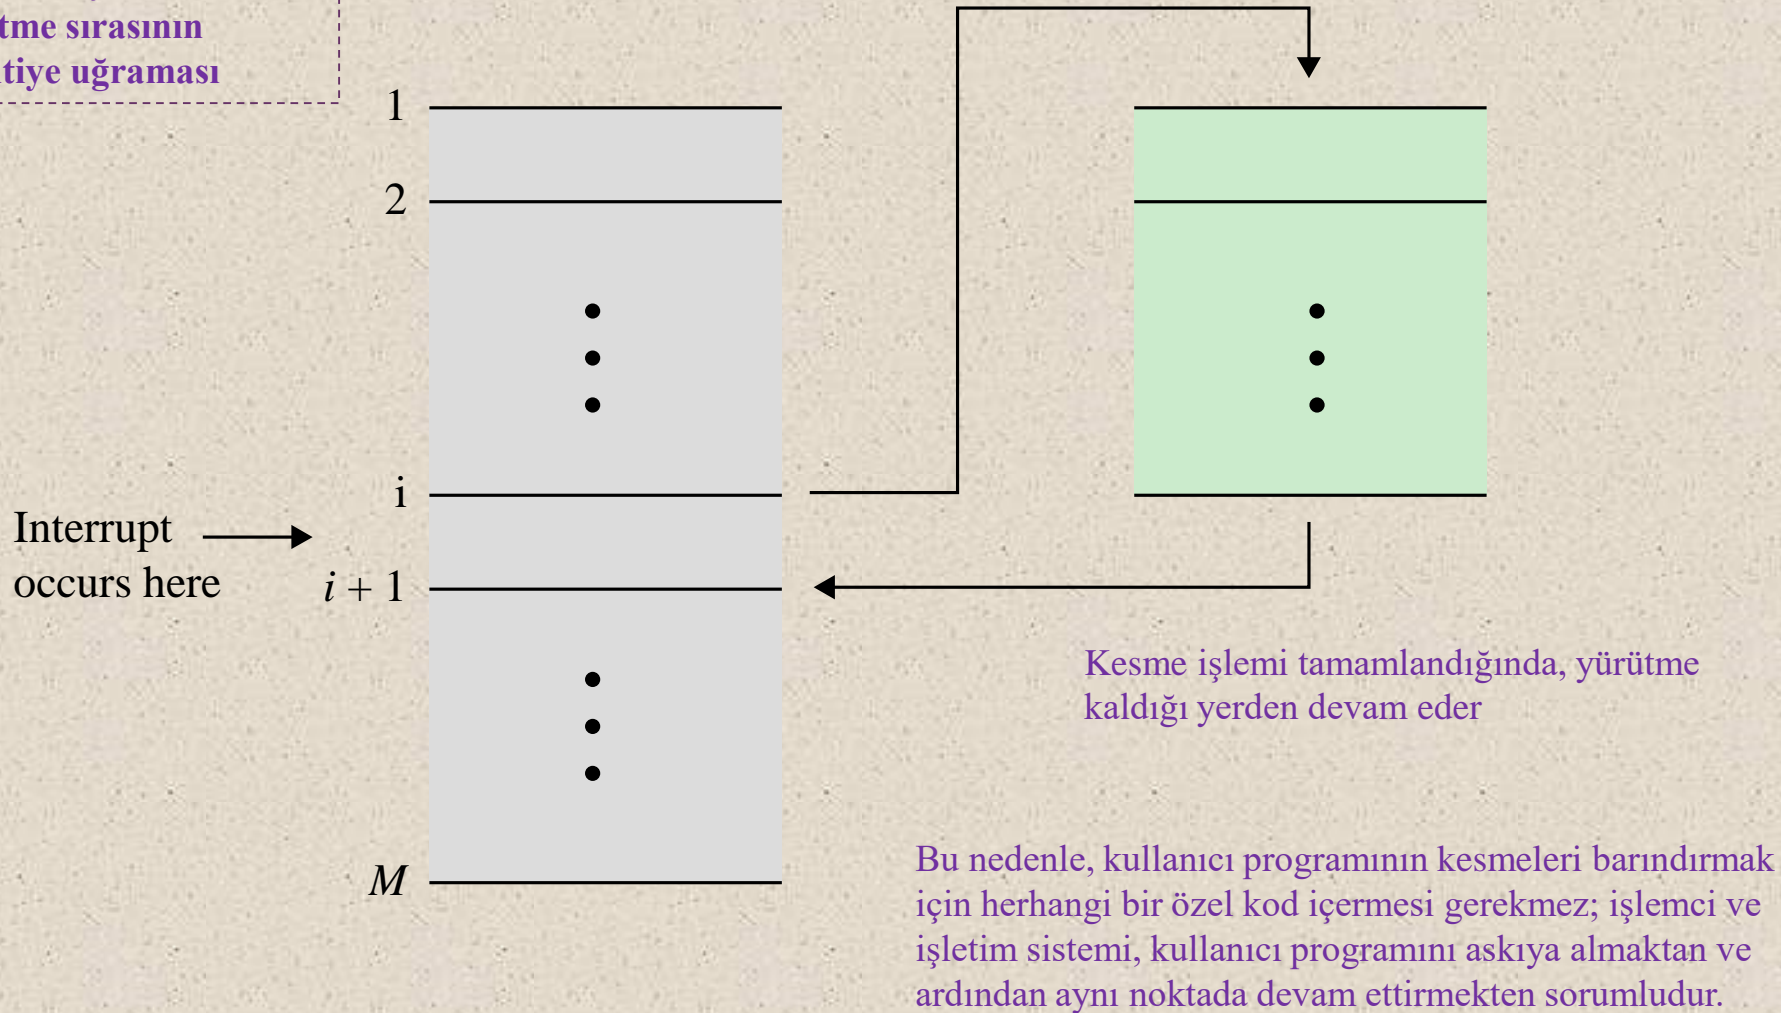 tme sırasının
tiye uğraması
1
2
i
Interrupt
occurs here
i + 1
Kesme işlemi tamamlandığında, yürütme
kaldığı yerden devam eder
M
Bu nedenle, kullanıcı programının kesmeleri barındırmak
için herhangi bir özel kod içermesi gerekmez; işlemci ve
işletim sistemi, kullanıcı programını askıya almaktan ve
ardından aynı noktada devam ettirmekten sorumludur.